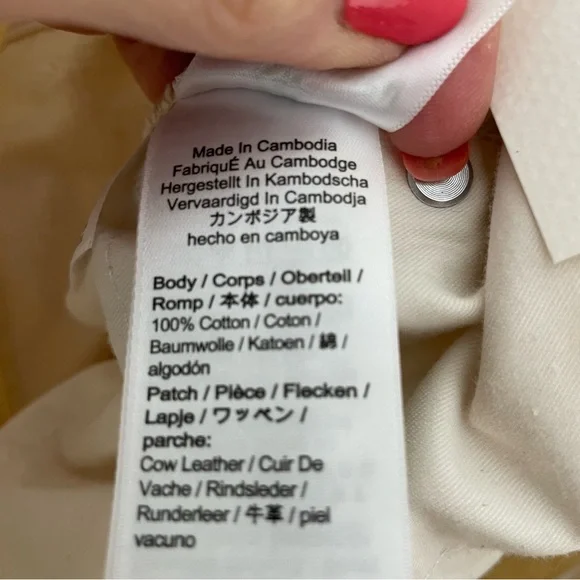 Made In Cambodia
FabriquÉ Au Cambodge
Hergestellt In Kambodscha
Vervaardigd In Cambodja
カンボジア製
hecho en camboya
Body / Corps / Oberteil /
Romp / 本体 / cuerpo:
100% Cotton / Coton /
Baumwolle / Katoen / 綿 /
algodón
Patch / Pièce / Flecken /
Lapje / ワッペン /
parche:
Cow Leather / Cuir De
Vache / Rindsleder /
Runderleer / 牛革 / piel
vacuno